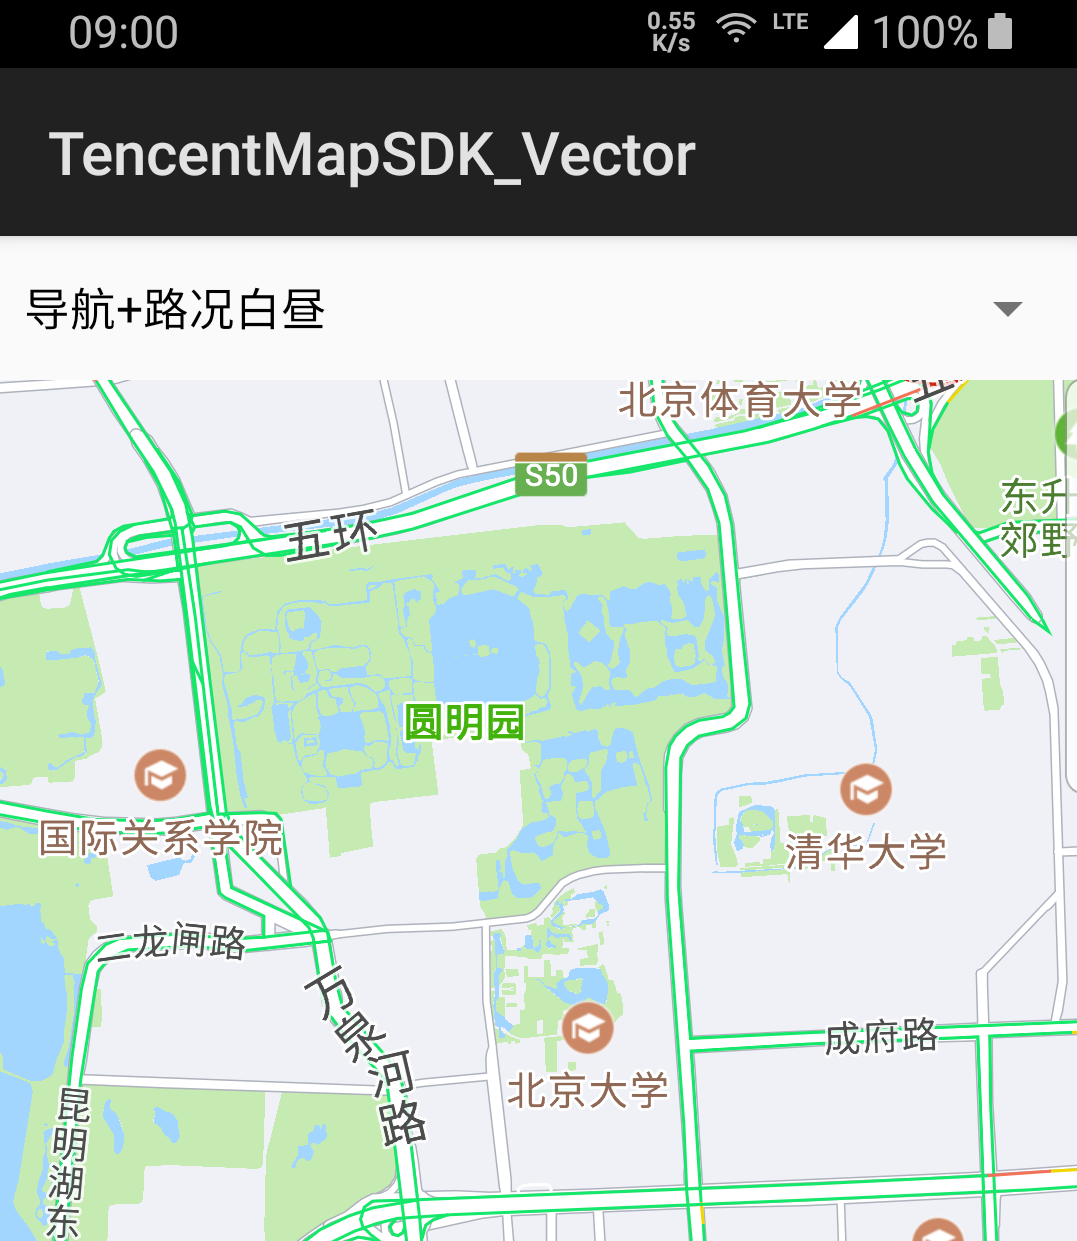 09:00
0.55
K/s
LTE
100%
TencentMapSDK_Vector
导航+路况白昼
北京体育大学
S50
五环
东升
郊野
圆明园
国际关系学院
清华大学
二龙闸路
万泉河路
成府路
北京大学
昆明湖东